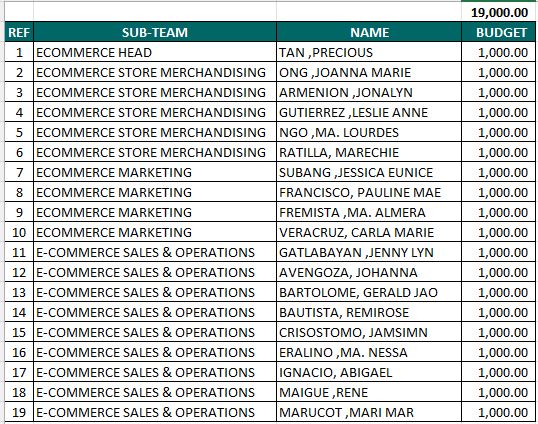 19,000.00
REF SUB-TEAM NAME BUDGET
1 ECOMMERCE HEAD TAN ,PRECIOUS 1,000.00
2 ECOMMERCE STORE MERCHANDISING ONG ,JOANNA MARIE 1,000.00
3 ECOMMERCE STORE MERCHANDISING ARMENION ,JONALYN 1,000.00
4 ECOMMERCE STORE MERCHANDISING GUTIERREZ ,LESLIE ANNE 1,000.00
5 ECOMMERCE STORE MERCHANDISING NGO ,MA. LOURDES 1,000.00
6 ECOMMERCE STORE MERCHANDISING RATILLA, MARECHIE 1,000.00
7 ECOMMERCE MARKETING SUBANG ,JESSICA EUNICE 1,000.00
8 ECOMMERCE MARKETING FRANCISCO, PAULINE MAE 1,000.00
9 ECOMMERCE MARKETING FREMISTA ,MA. ALMERA 1,000.00
10 ECOMMERCE MARKETING VERACRUZ, CARLA MARIE 1,000.00
11 E-COMMERCE SALES & OPERATIONS GATLABAYAN ,JENNY LYN 1,000.00
12 E-COMMERCE SALES & OPERATIONS AVENGOZA, JOHANNA 1,000.00
13 E-COMMERCE SALES & OPERATIONS BARTOLOME, GERALD JAO 1,000.00
14 E-COMMERCE SALES & OPERATIONS BAUTISTA, REMIROSE 1,000.00
15 E-COMMERCE SALES & OPERATIONS CRISOSTOMO, JAMSIMN 1,000.00
16 E-COMMERCE SALES & OPERATIONS ERALINO ,MA. NESSA 1,000.00
17 E-COMMERCE SALES & OPERATIONS IGNACIO, ABIGAEL 1,000.00
18 E-COMMERCE SALES & OPERATIONS MAIGUE ,RENE 1,000.00
19 E-COMMERCE SALES & OPERATIONS MARUCOT ,MARI MAR 1,000.00